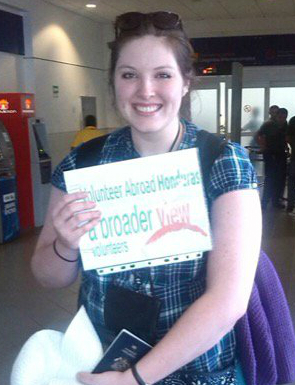 Volunteer Abroad Honduras
a broader view
volunteers